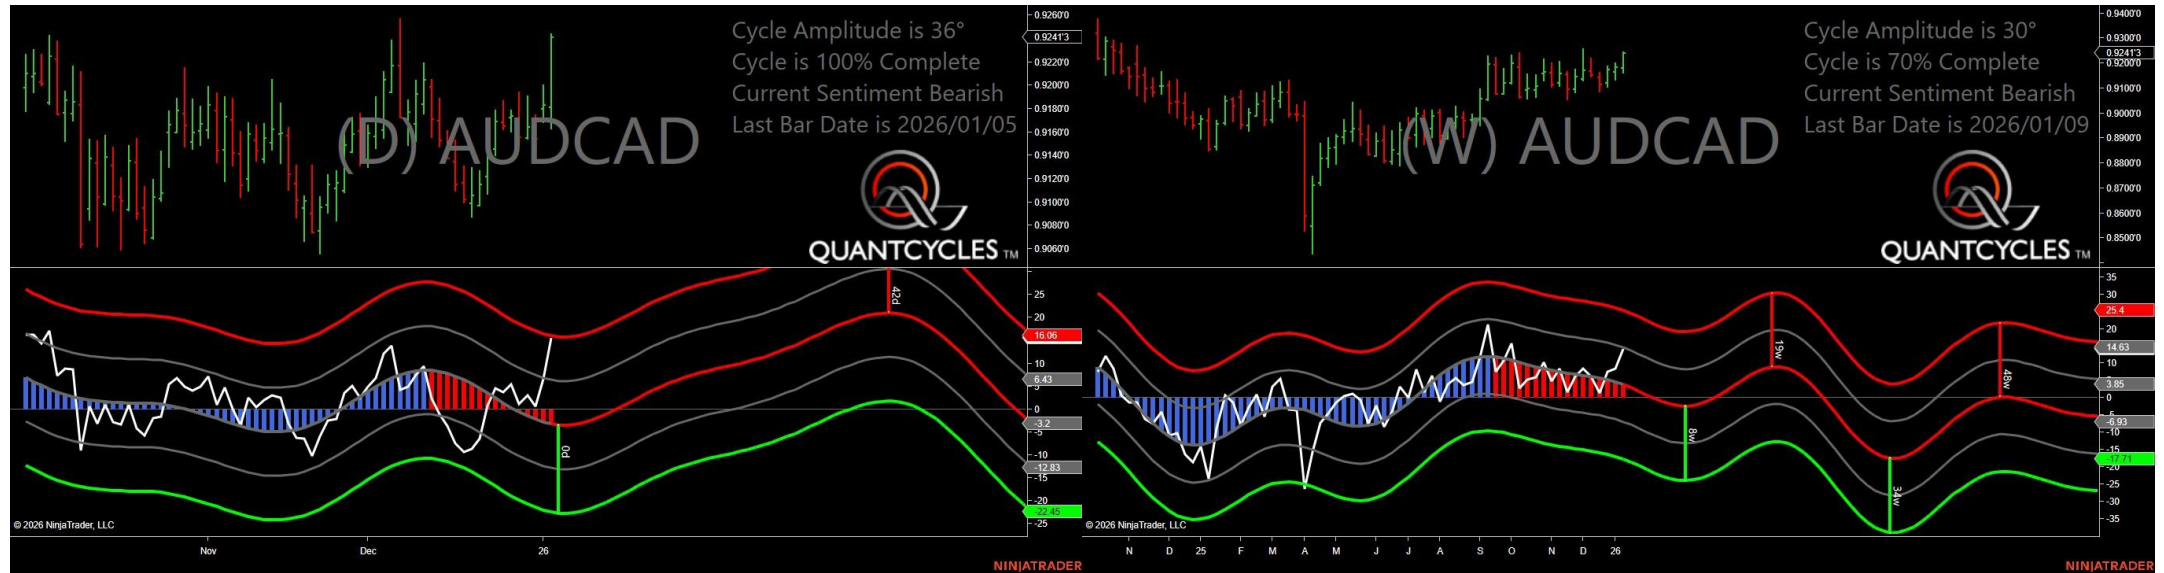 Cycle Amplitude is 36°
Cycle is 100% Complete
Current Sentiment Bearish
Last Bar Date is 2026/01/05
(D) AUDCAD
QUANTCYCLES TM
0.9260'0
0.9241'3
0.9220'0
0.9200'0
0.9180'0
0.9160'0
0.9140'0
0.9120'0
0.9100'0
0.9080'0
0.9060'0
42d
0d
25
20
16.06
10
6.43
5
0
-3.2
-5
-10
-12.83
-15
-20
-22.45
-25
© 2026 NinjaTrader, LLC
Nov
Dec
26
NINJATRADER
Cycle Amplitude is 30°
Cycle is 70% Complete
Current Sentiment Bearish
Last Bar Date is 2026/01/09
(W) AUDCAD
QUANTCYCLES TM
0.9400'0
0.9300'0
0.9241'3
0.9200'0
0.9100'0
0.9000'0
0.8900'0
0.8800'0
0.8700'0
0.8600'0
0.8500'0
8w
19w
34w
48w
35
30
25.4
20
14.63
10
3.85
0
-5
-6.93
-10
-15
-17.71
-20
-25
-30
-35
© 2026 NinjaTrader, LLC
N D 25 F M A M J J A S O N D 26
NINJATRADER